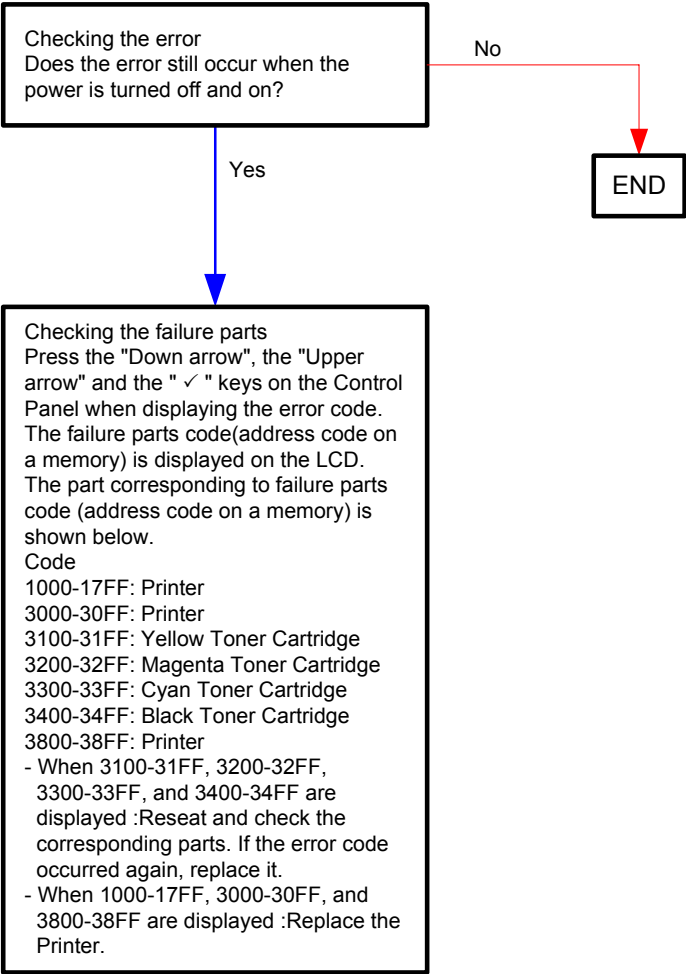 Checking the error
Does the error still occur when the
power is turned off and on?
No
END
Yes
Checking the failure parts
Press the "Down arrow", the "Upper
arrow" and the " ✓ " keys on the Control
Panel when displaying the error code.
The failure parts code(address code on
a memory) is displayed on the LCD.
The part corresponding to failure parts
code (address code on a memory) is
shown below.
Code
1000-17FF: Printer
3000-30FF: Printer
3100-31FF: Yellow Toner Cartridge
3200-32FF: Magenta Toner Cartridge
3300-33FF: Cyan Toner Cartridge
3400-34FF: Black Toner Cartridge
3800-38FF: Printer
- When 3100-31FF, 3200-32FF,
3300-33FF, and 3400-34FF are
displayed :Reseat and check the
corresponding parts. If the error code
occurred again, replace it.
- When 1000-17FF, 3000-30FF, and
3800-38FF are displayed :Replace the
Printer.